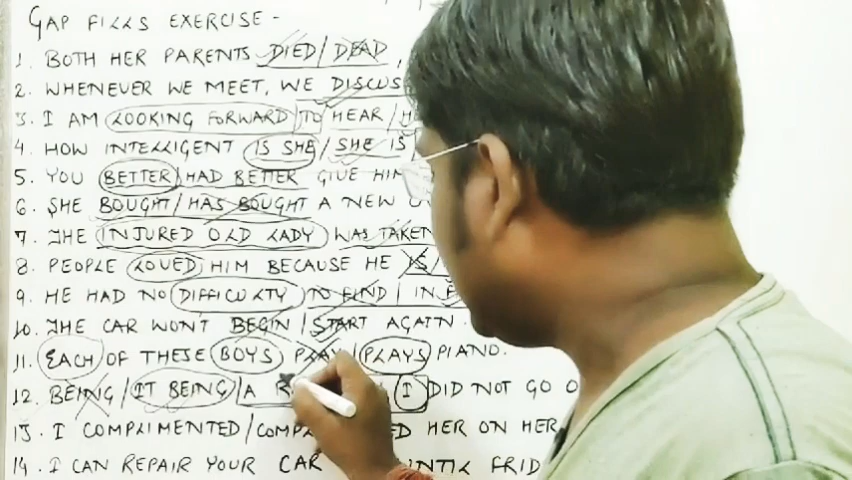 GAP FILLS EXERCISE -
1. BOTH HER PARENTS DIED / DEAD,
2. WHENEVER WE MEET, WE
3. I AM LOOKING FORWARD TO HEAR /
4. HOW INTELLIGENT IS SHE / SHE IS
5. YOU BETTER / HAD BETTER GIVE HIM
6. SHE BOUGHT / HAS BOUGHT A NEW
7. THE INJURED OLD LADY WAS TAKEN
8. PEOPLE LOVED HIM BECAUSE HE IS /
9. HE HAD NO DIFFICULTY TO FIND / IN
10. THE CAR WON'T BEGIN / START AGAIN.
11. EACH OF THESE BOYS PLAY / PLAYS PIANO.
12. BEING / IT BEING / A , I DID NOT GO
13. I COMPLIMENTED / HER ON HER
14. I CAN REPAIR YOUR CAR